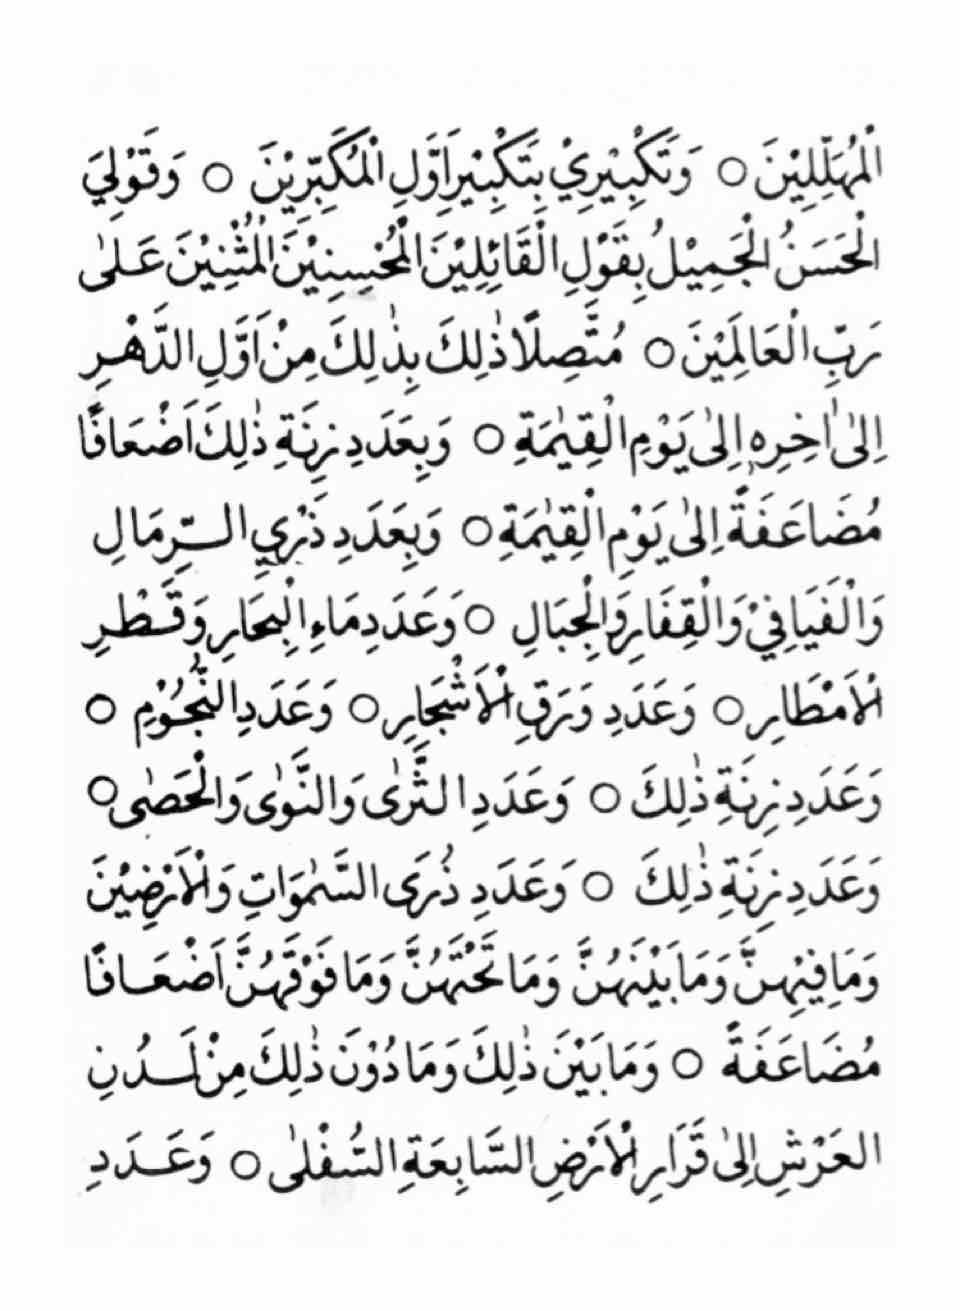 الْمُهَلِّلِيْنَ ○ وَتَكْبِيْرِيْ بِتَكْبِيْرِ اَوَّلِ الْمُكَبِّرِيْنَ ○ وَقَوْلِيَ
الْحَسَنُ الْجَمِيْلُ بِقَوْلِ الْقَائِلِيْنَ الْمُحْسِنِيْنَ الْمُثْنِيْنَ عَلٰى
رَبِّ الْعَالَمِيْنَ ○ مُتَّصِلًا ذٰلِكَ بِذٰلِكَ مِنْ اَوَّلِ الدَّهْرِ
اِلٰى اٰخِرِهٖ اِلٰى يَوْمِ الْقِيٰمَةِ ○ وَبِعَدَدِ زِنَةِ ذٰلِكَ اَضْعَافًا
مُضَاعَفَةً اِلٰى يَوْمِ الْقِيٰمَةِ ○ وَبِعَدَدِ ذَرْيِ الرِّمَالِ
وَالْفَيَافِيْ وَالْقِفَارِ وَالْجِبَالِ ○ وَعَدَدِ مَاءِ الْبِحَارِ وَقَطْرِ
الْاَمْطَارِ ○ وَعَدَدِ وَرَقِ الْاَشْجَارِ ○ وَعَدَدِ النُّجُوْمِ ○
وَعَدَدِ زِنَةِ ذٰلِكَ ○ وَعَدَدِ الثَّرٰى وَالنَّوٰى وَالْحَصٰى ○
وَعَدَدِ زِنَةِ ذٰلِكَ ○ وَعَدَدِ ذُرَى السَّمٰوَاتِ وَالْاَرْضِيْنَ
وَمَا فِيْهِنَّ وَمَا بَيْنَهُنَّ وَمَا تَحْتَهُنَّ وَمَا فَوْقَهُنَّ اَضْعَافًا
مُضَاعَفَةً ○ وَمَا بَيْنَ ذٰلِكَ وَمَا دُوْنَ ذٰلِكَ مِنْ لَدُنِ
العَرْشِ اِلٰى قَرَارِ الْاَرْضِ السَّابِعَةِ السُّفْلٰى ○ وَعَدَدِ